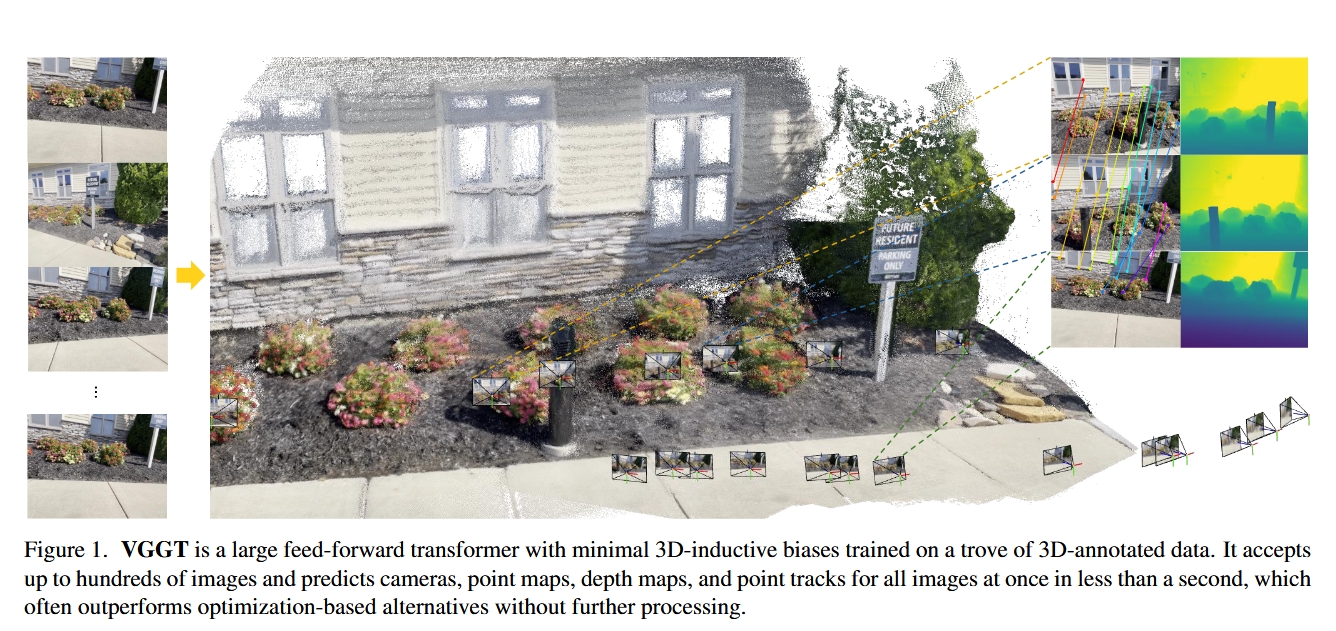 FUTURE
RESIDENT
PARKING
ONLY
Figure 1. VGGT is a large feed-forward transformer with minimal 3D-inductive biases trained on a trove of 3D-annotated data. It accepts
up to hundreds of images and predicts cameras, point maps, depth maps, and point tracks for all images at once in less than a second, which
often outperforms optimization-based alternatives without further processing.